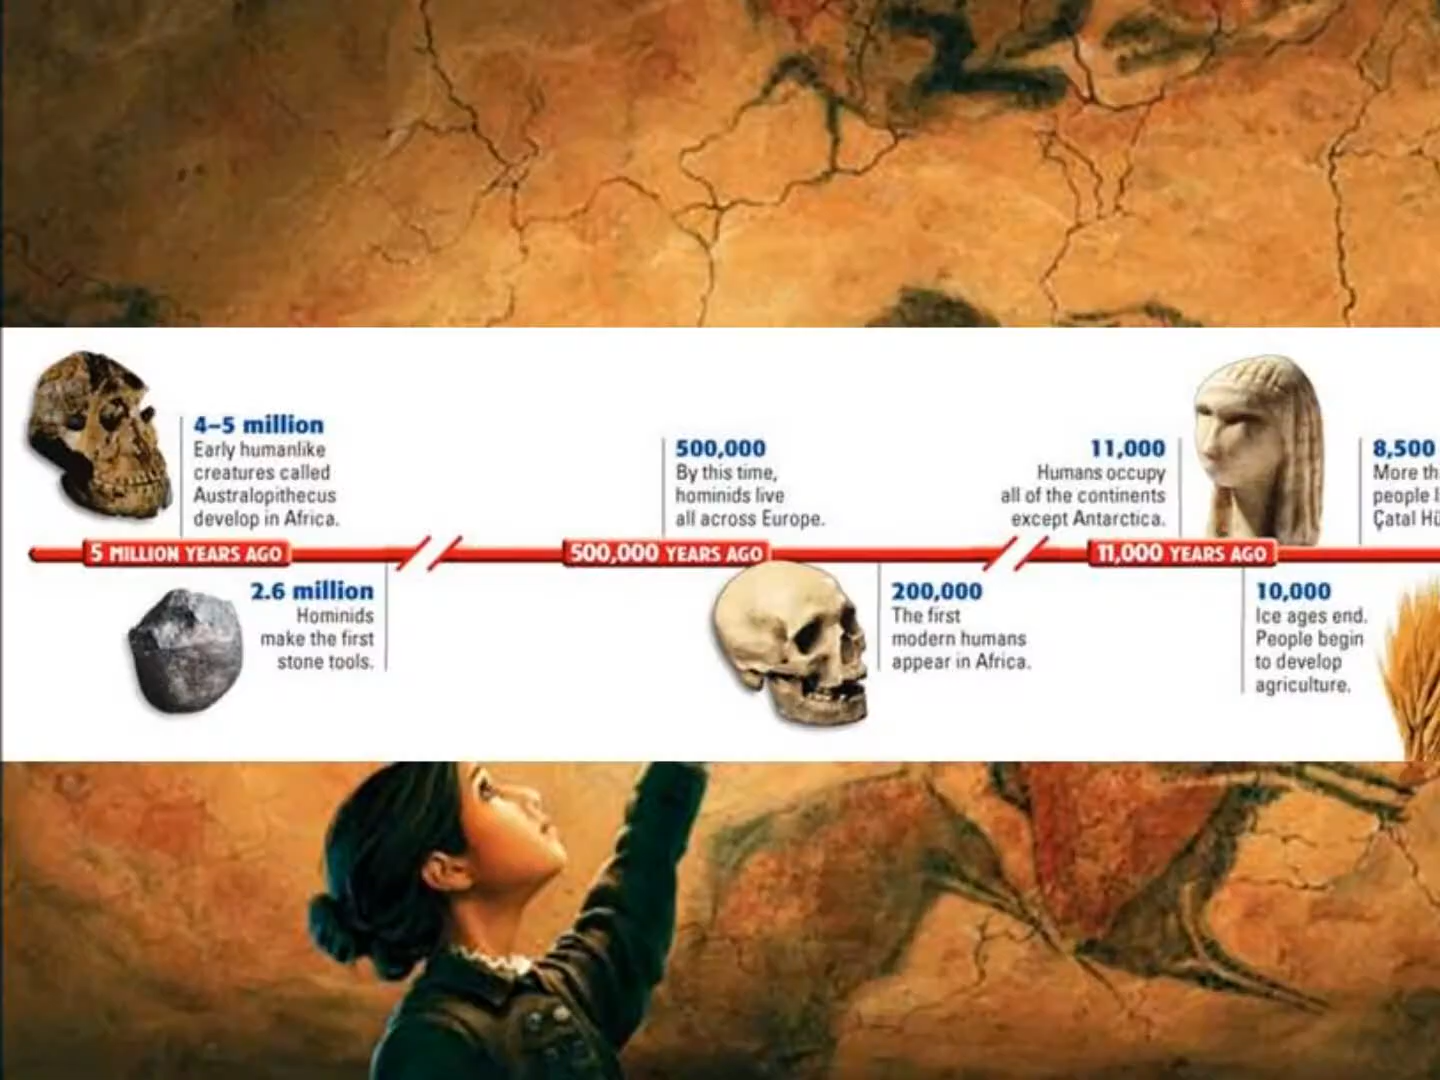 4–5 million
Early humanlike
creatures called
Australopithecus
develop in Africa.
500,000
By this time,
hominids live
all across Europe.
11,000
Humans occupy
all of the continents
except Antarctica.
8,500
More
people
Çatal
5 MILLION YEARS AGO
500,000 YEARS AGO
11,000 YEARS AGO
2.6 million
Hominids
make the first
stone tools.
200,000
The first
modern humans
appear in Africa.
10,000
Ice ages end.
People begin
to develop
agriculture.